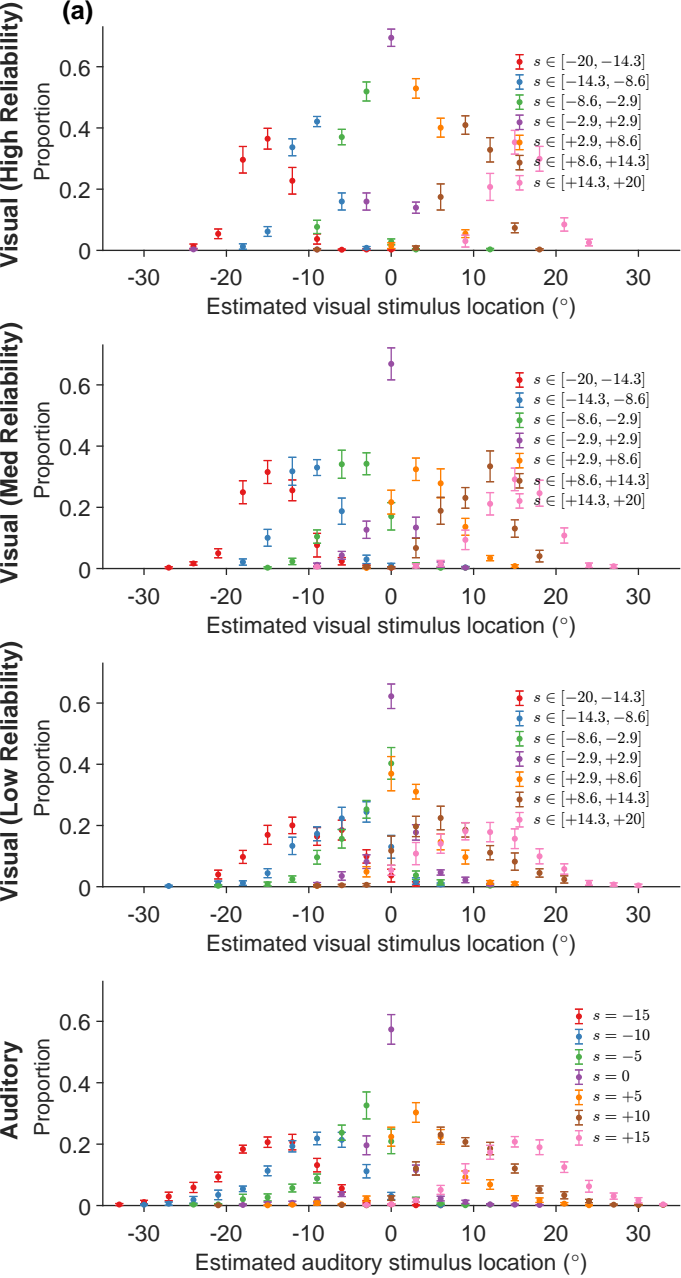 (a)
Visual (High Reliability)
Proportion
0.6
0.4
0.2
0
s ∈ [−20, −14.3]
s ∈ [−14.3, −8.6]
s ∈ [−8.6, −2.9]
s ∈ [−2.9, +2.9]
s ∈ [+2.9, +8.6]
s ∈ [+8.6, +14.3]
s ∈ [+14.3, +20]
-30 -20 -10 0 10 20 30
Estimated visual stimulus location (°)
Visual (Med Reliability)
Proportion
0.6
0.4
0.2
0
s ∈ [−20, −14.3]
s ∈ [−14.3, −8.6]
s ∈ [−8.6, −2.9]
s ∈ [−2.9, +2.9]
s ∈ [+2.9, +8.6]
s ∈ [+8.6, +14.3]
s ∈ [+14.3, +20]
-30 -20 -10 0 10 20 30
Estimated visual stimulus location (°)
Visual (Low Reliability)
Proportion
0.6
0.4
0.2
0
s ∈ [−20, −14.3]
s ∈ [−14.3, −8.6]
s ∈ [−8.6, −2.9]
s ∈ [−2.9, +2.9]
s ∈ [+2.9, +8.6]
s ∈ [+8.6, +14.3]
s ∈ [+14.3, +20]
-30 -20 -10 0 10 20 30
Estimated visual stimulus location (°)
Auditory
Proportion
0.6
0.4
0.2
0
s = −15
s = −10
s = −5
s = 0
s = +5
s = +10
s = +15
-30 -20 -10 0 10 20 30
Estimated auditory stimulus location (°)